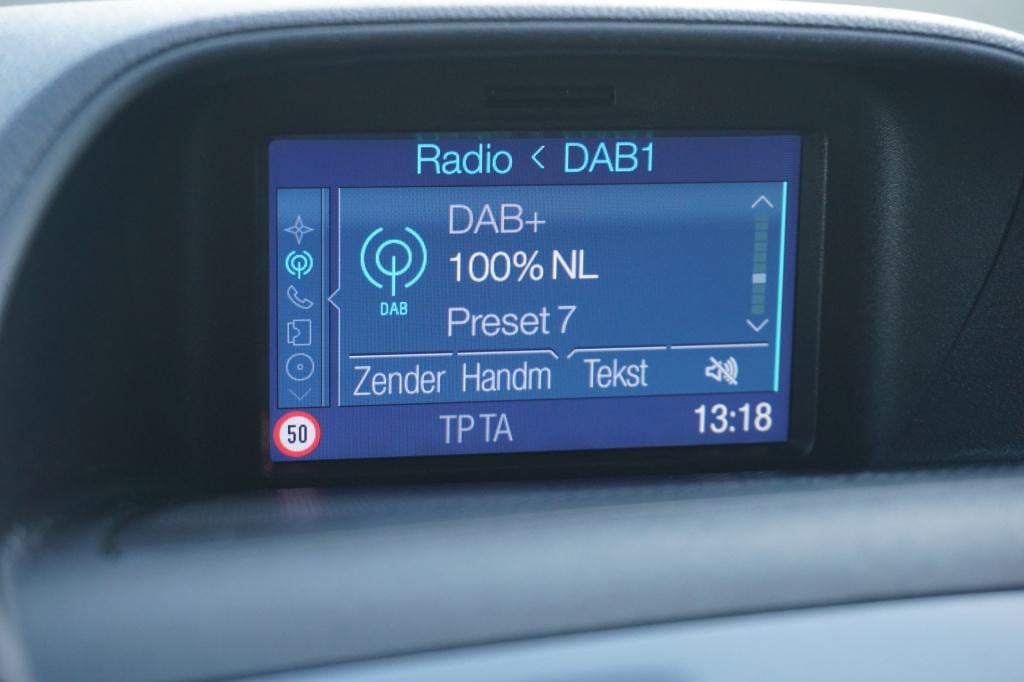 Radio < DAB1
DAB+
100% NL
DAB
Preset 7
Zender Handm Tekst
50 TP TA 13:18